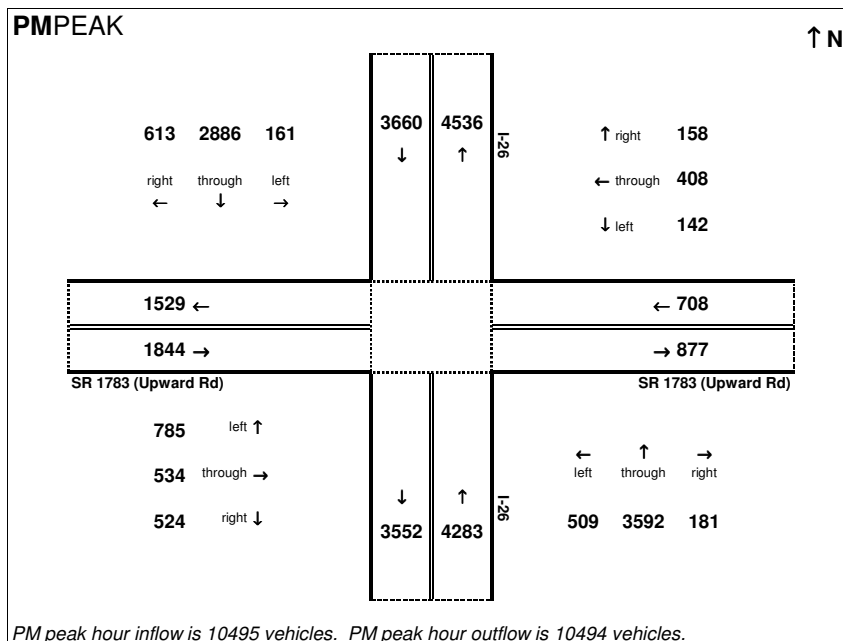 PMPEAK
↑ N
613 2886 161
right through left
← ↓ →
3660 4536
↓ ↑
I-26
↑ right 158
← through 408
↓ left 142
1529 ←
← 708
1844 →
→ 877
SR 1783 (Upward Rd)
SR 1783 (Upward Rd)
785 left ↑
534 through →
524 right ↓
↓ ↑
3552 4283
I-26
← ↑ →
left through right
509 3592 181
PM peak hour inflow is 10495 vehicles. PM peak hour outflow is 10494 vehicles.